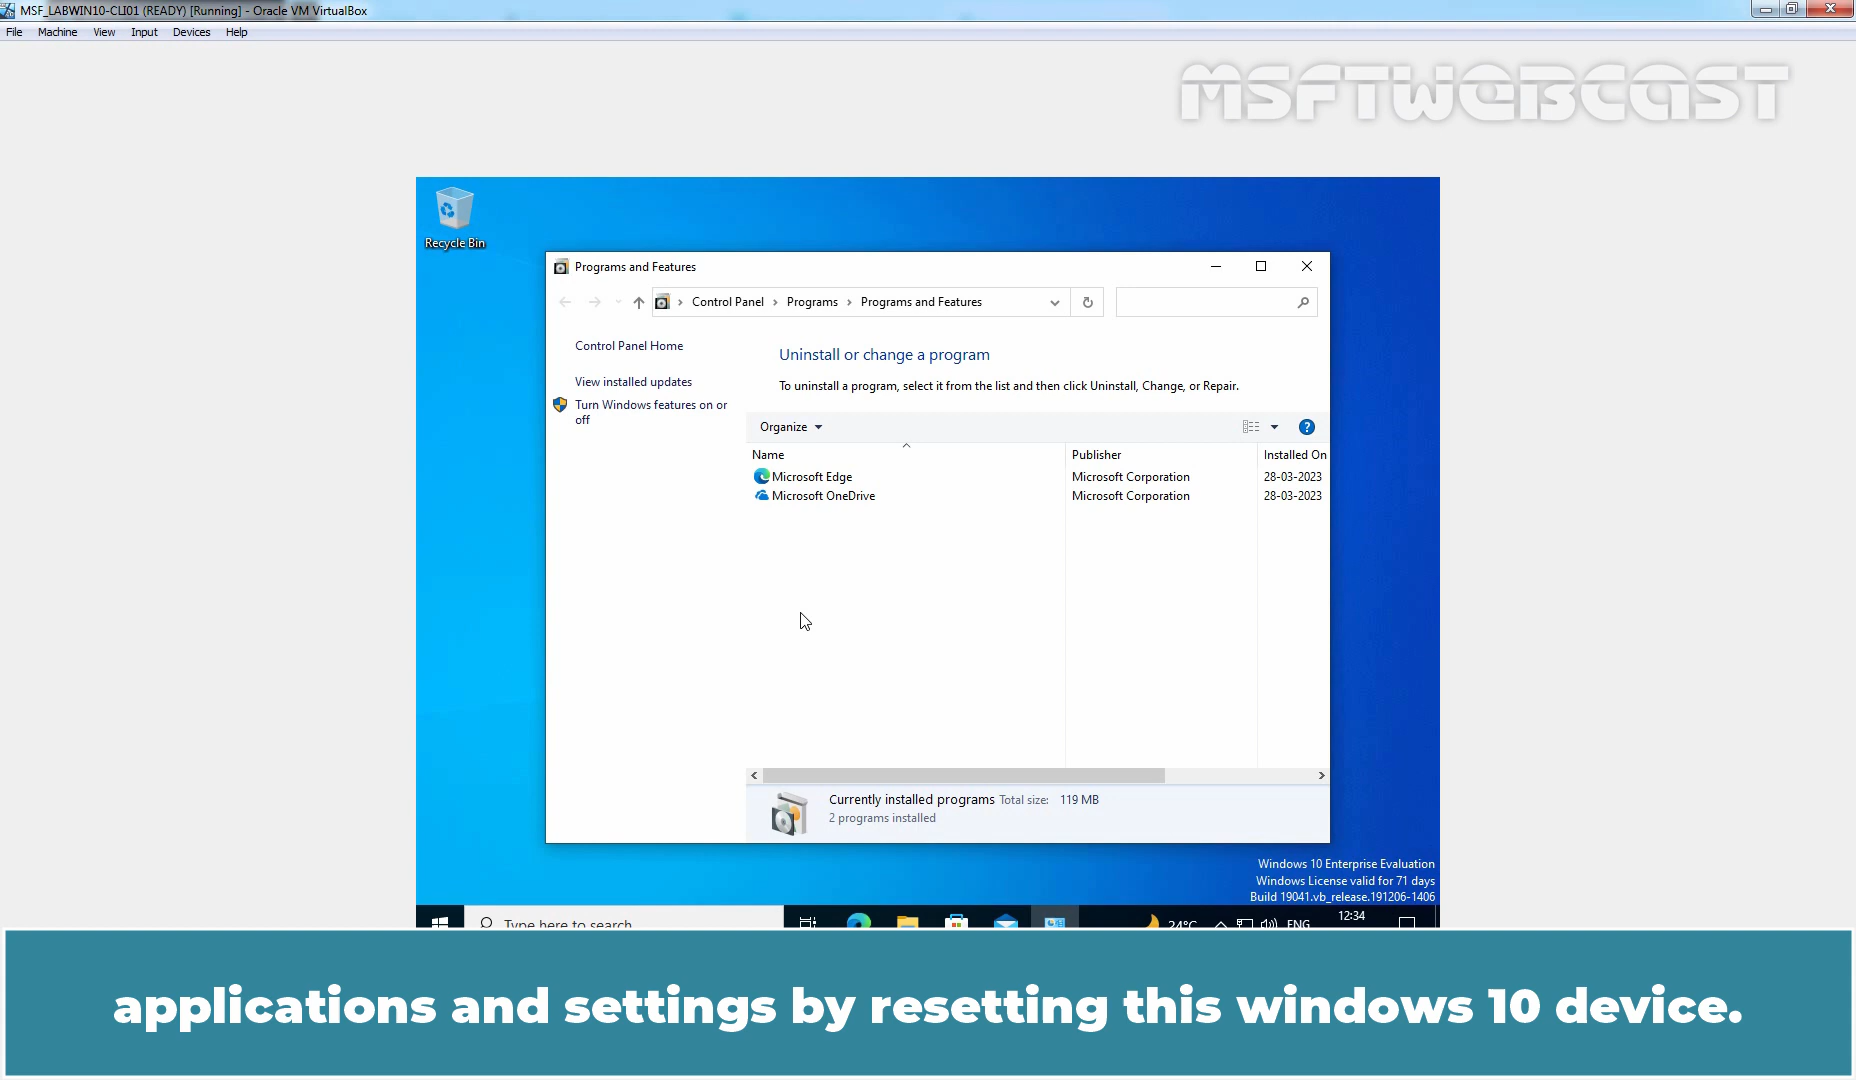 MSF_LABWIN10-CLI01 (READY) [Running] - Oracle VM VirtualBox
File Machine View Input Devices Help
MSFTWEBCAST
Recycle Bin
Programs and Features
Control Panel > Programs > Programs and Features
Control Panel Home
View installed updates
Turn Windows features on or
off
Uninstall or change a program
To uninstall a program, select it from the list and then click Uninstall, Change, or Repair.
Organize
Name Publisher Installed On
Microsoft Edge Microsoft Corporation 28-03-2023
Microsoft OneDrive Microsoft Corporation 28-03-2023
Currently installed programs Total size: 119 MB
2 programs installed
Windows 10 Enterprise Evaluation
Windows License valid for 71 days
Build 19041.vb_release.191206-1406
Type here to search 24°C ENG 12:34
applications and settings by resetting this windows 10 device.